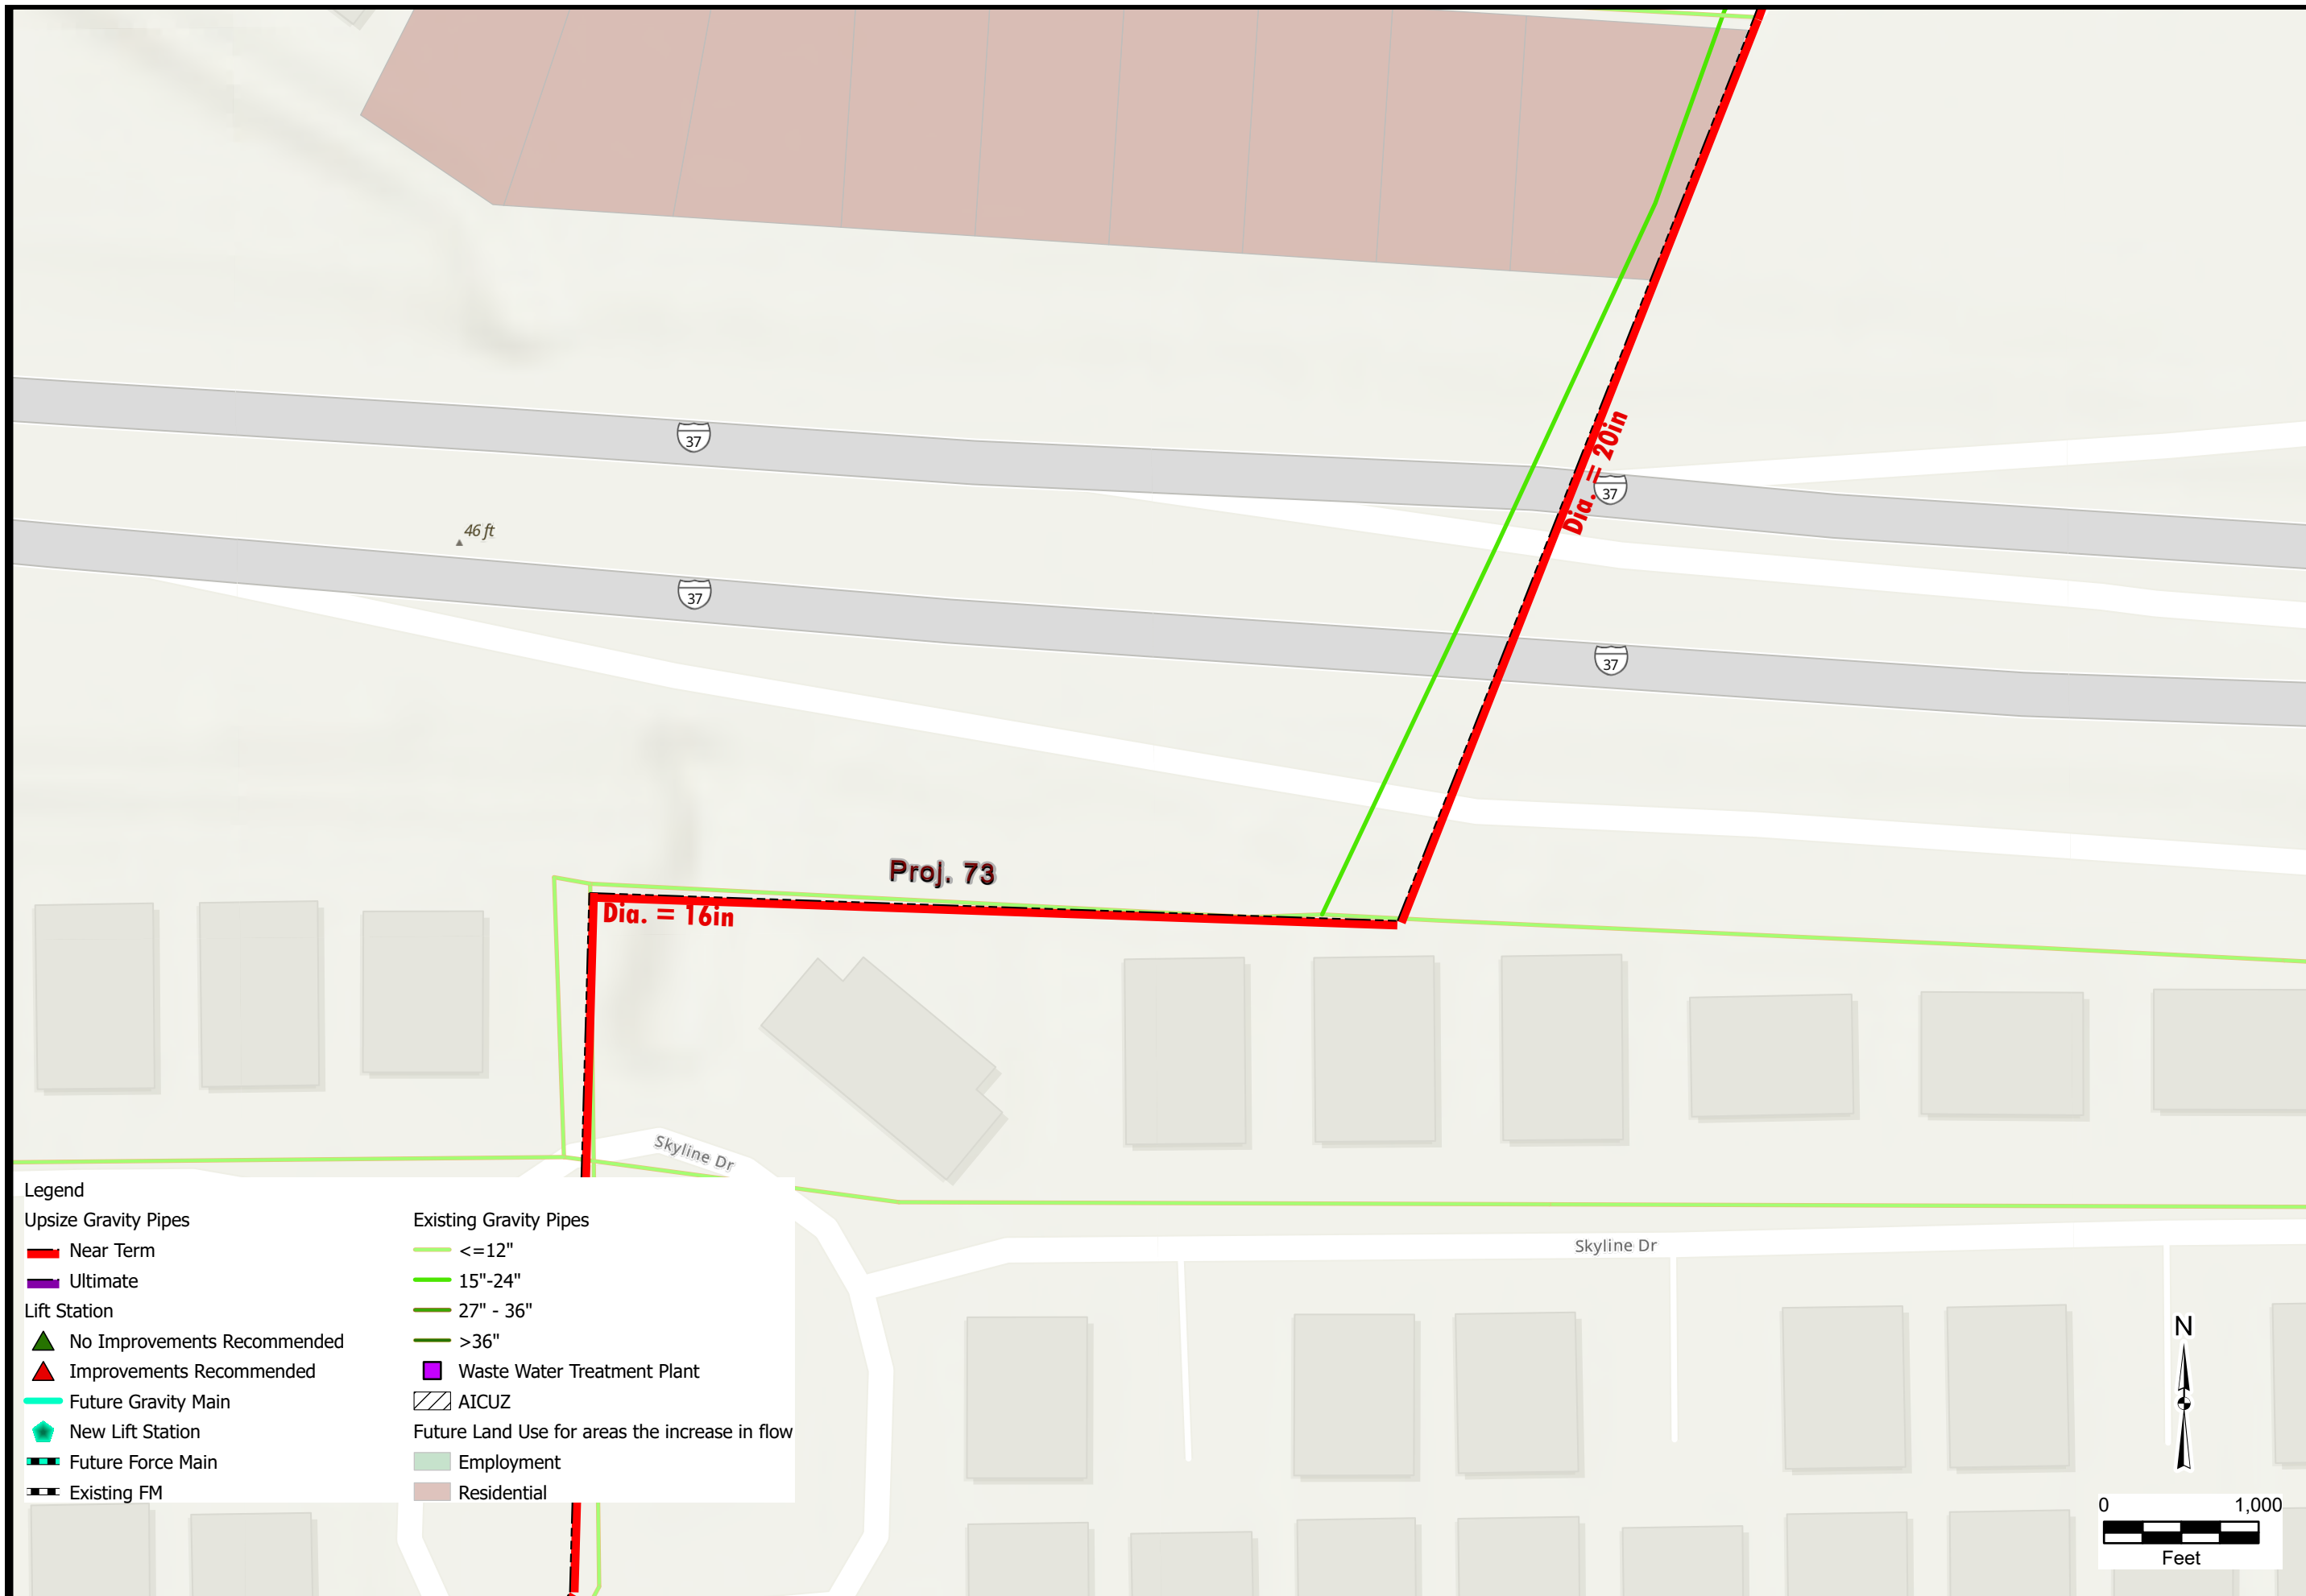 37
Dia. = 20in
37
46 ft
37
37
Proj. 73
Dia. = 16in
Skyline Dr
Skyline Dr
Legend
Upsize Gravity Pipes
Near Term
Ultimate
Lift Station
No Improvements Recommended
Improvements Recommended
Future Gravity Main
New Lift Station
Future Force Main
Existing FM
Existing Gravity Pipes
<=12"
15"-24"
27" - 36"
>36"
Waste Water Treatment Plant
AICUZ
Future Land Use for areas the increase in flow
Employment
Residential
N
0 1,000
Feet